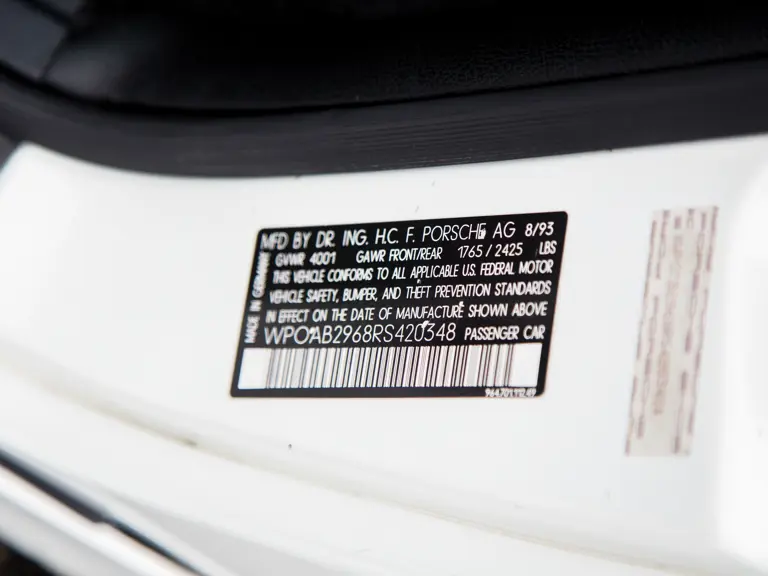 MFD BY DR. ING. H.C. F. PORSCHE AG 8/93
GVWR 4001 GAWR FRONT/REAR 1765/2425 LBS
THIS VEHICLE CONFORMS TO ALL APPLICABLE U.S. FEDERAL MOTOR
VEHICLE SAFETY, BUMPER, AND THEFT PREVENTION STANDARDS
IN EFFECT ON THE DATE OF MANUFACTURE SHOWN ABOVE
WPOAB2968RS420348 PASSENGER CAR
MADE IN GERMANY